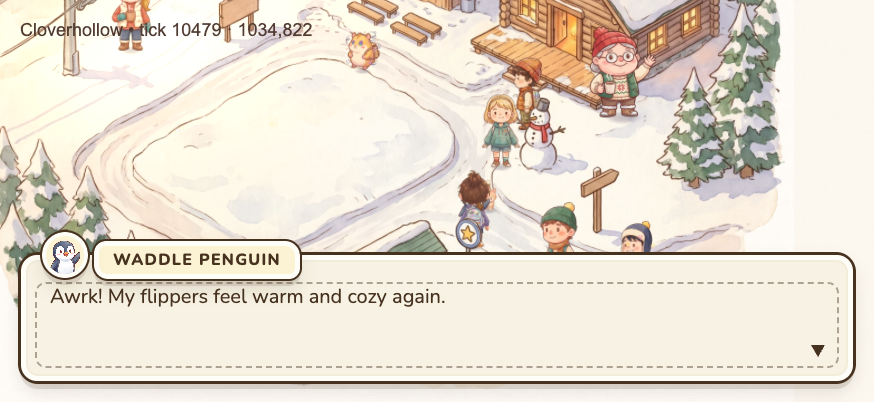 Cloverhollow · tick 10479 · 1034,822
WADDLE PENGUIN
Awrk! My flippers feel warm and cozy again.